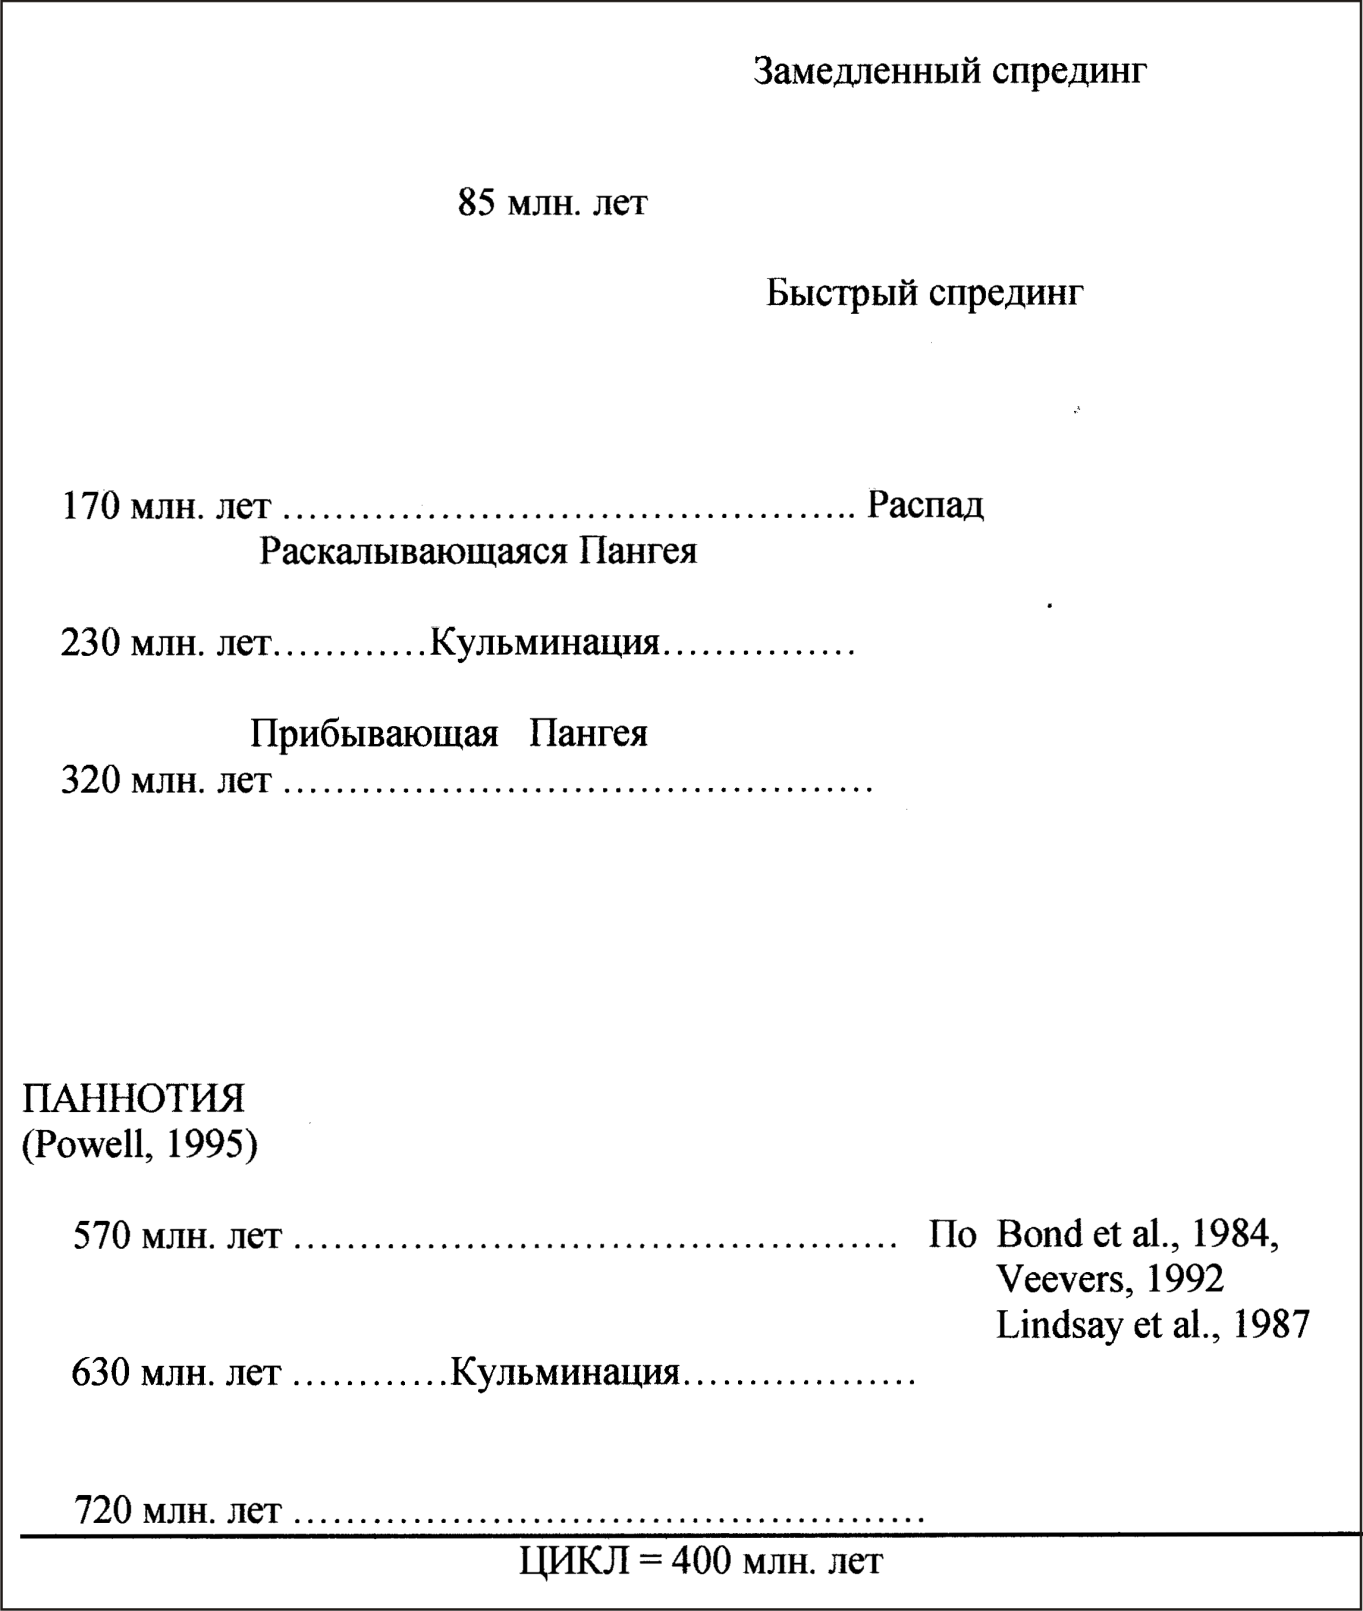 Замедленный спрединг
85 млн. лет
Быстрый спрединг
170 млн. лет ........................................... Распад
Раскалывающаяся Пангея
230 млн. лет............Кульминация...............
Прибывающая Пангея
320 млн. лет ............................................
ПАННОТИЯ
(Powell, 1995)
570 млн. лет ............................................. По Bond et al., 1984,
Veevers, 1992
Lindsay et al., 1987
630 млн. лет ............Кульминация..................
720 млн. лет ...............................................
ЦИКЛ = 400 млн. лет